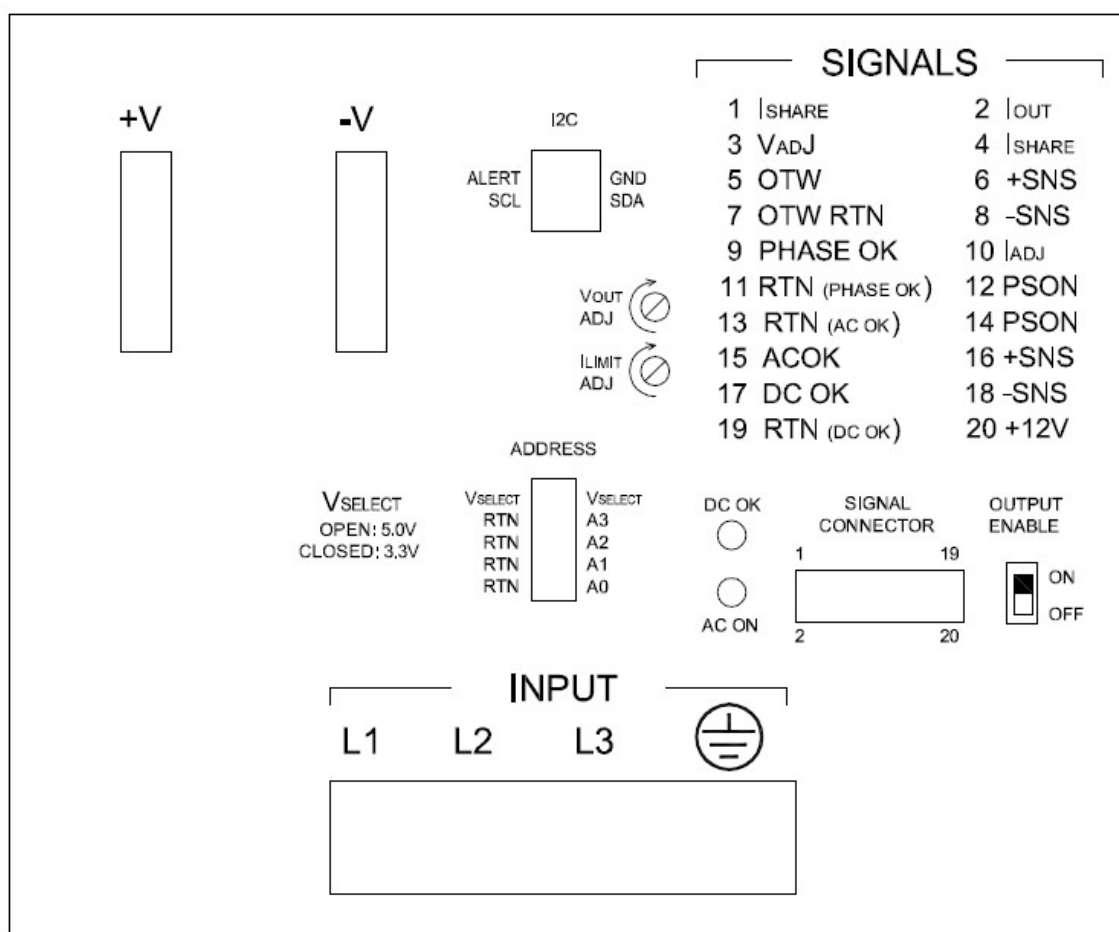 SIGNALS
1 ISHARE 2 IOUT
3 VADJ 4 ISHARE
5 OTW 6 +SNS
7 OTW RTN 8 -SNS
9 PHASE OK 10 IADJ
11 RTN (PHASE OK) 12 PSON
13 RTN (AC OK) 14 PSON
15 ACOK 16 +SNS
17 DC OK 18 -SNS
19 RTN (DC OK) 20 +12V
+V
-V
I2C
ALERT GND
SCL SDA
VOUT
ADJ
ILIMIT
ADJ
ADDRESS
VSELECT
OPEN: 5.0V
CLOSED: 3.3V
VSELECT VSELECT
RTN A3
RTN A2
RTN A1
RTN A0
DC OK
AC ON
SIGNAL
CONNECTOR
1 19
2 20
OUTPUT
ENABLE
ON
OFF
INPUT
L1 L2 L3